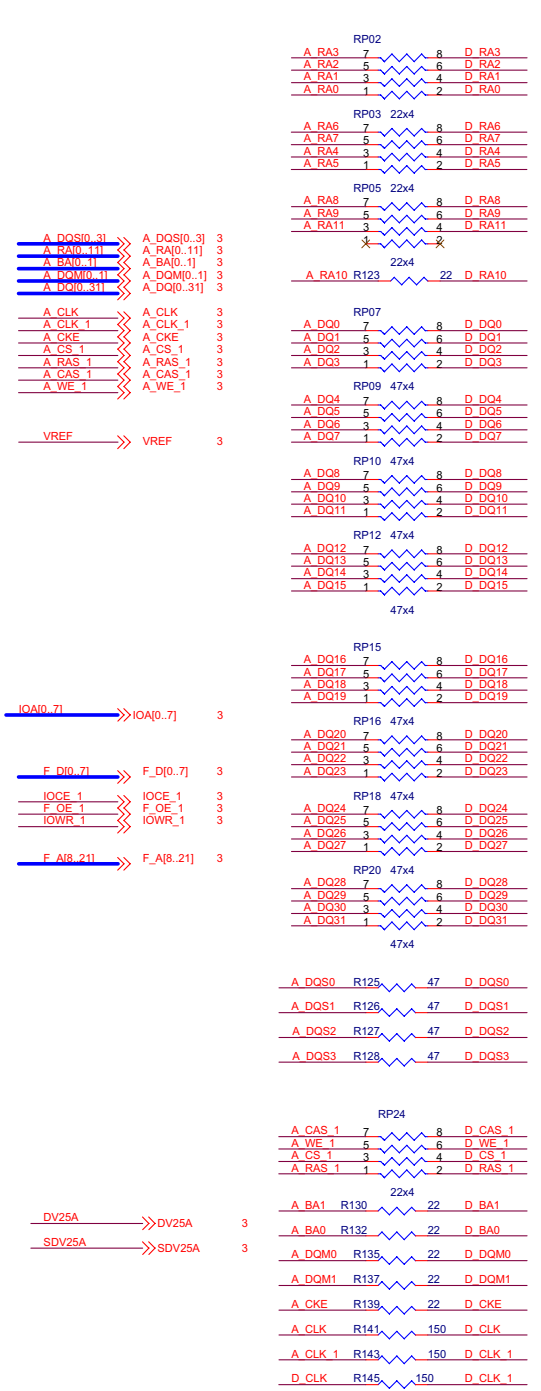 A_DQS[0..3] A_DQS[0..3] 3
A_RA[0..11] A_RA[0..11] 3
A_BA[0..1] A_BA[0..1] 3
A_DQM[0..1] A_DQM[0..1] 3
A_DQ[0..31] A_DQ[0..31] 3
A_CLK A_CLK 3
A_CLK_1 A_CLK_1 3
A_CKE A_CKE 3
A_CS_1 A_CS_1 3
A_RAS_1 A_RAS_1 3
A_CAS_1 A_CAS_1 3
A_WE_1 A_WE_1 3
VREF VREF 3
IOA[0..7] IOA[0..7] 3
F_D[0..7] F_D[0..7] 3
IOCE_1 IOCE_1 3
F_OE_1 F_OE_1 3
IOWR_1 IOWR_1 3
F_A[8..21] F_A[8..21] 3
DV25A DV25A 3
SDV25A SDV25A 3
RP02
A_RA3 7 8 D_RA3
A_RA2 5 6 D_RA2
A_RA1 3 4 D_RA1
A_RA0 1 2 D_RA0
RP03 22x4
A_RA6 7 8 D_RA6
A_RA7 5 6 D_RA7
A_RA4 3 4 D_RA4
A_RA5 1 2 D_RA5
RP05 22x4
A_RA8 7 8 D_RA8
A_RA9 5 6 D_RA9
A_RA11 3 4 D_RA11
1 2
22x4
A_RA10 R123 22 D_RA10
RP07
A_DQ0 7 8 D_DQ0
A_DQ1 5 6 D_DQ1
A_DQ2 3 4 D_DQ2
A_DQ3 1 2 D_DQ3
RP09 47x4
A_DQ4 7 8 D_DQ4
A_DQ5 5 6 D_DQ5
A_DQ6 3 4 D_DQ6
A_DQ7 1 2 D_DQ7
RP10 47x4
A_DQ8 7 8 D_DQ8
A_DQ9 5 6 D_DQ9
A_DQ10 3 4 D_DQ10
A_DQ11 1 2 D_DQ11
RP12 47x4
A_DQ12 7 8 D_DQ12
A_DQ13 5 6 D_DQ13
A_DQ14 3 4 D_DQ14
A_DQ15 1 2 D_DQ15
47x4
RP15
A_DQ16 7 8 D_DQ16
A_DQ17 5 6 D_DQ17
A_DQ18 3 4 D_DQ18
A_DQ19 1 2 D_DQ19
RP16 47x4
A_DQ20 7 8 D_DQ20
A_DQ21 5 6 D_DQ21
A_DQ22 3 4 D_DQ22
A_DQ23 1 2 D_DQ23
RP18 47x4
A_DQ24 7 8 D_DQ24
A_DQ25 5 6 D_DQ25
A_DQ26 3 4 D_DQ26
A_DQ27 1 2 D_DQ27
RP20 47x4
A_DQ28 7 8 D_DQ28
A_DQ29 5 6 D_DQ29
A_DQ30 3 4 D_DQ30
A_DQ31 1 2 D_DQ31
47x4
A_DQS0 R125 47 D_DQS0
A_DQS1 R126 47 D_DQS1
A_DQS2 R127 47 D_DQS2
A_DQS3 R128 47 D_DQS3
RP24
A_CAS_1 7 8 D_CAS_1
A_WE_1 5 6 D_WE_1
A_CS_1 3 4 D_CS_1
A_RAS_1 1 2 D_RAS_1
22x4
A_BA1 R130 22 D_BA1
A_BA0 R132 22 D_BA0
A_DQM0 R135 22 D_DQM0
A_DQM1 R137 22 D_DQM1
A_CKE R139 22 D_CKE
A_CLK R141 150 D_CLK
A_CLK_1 R143 150 D_CLK_1
D_CLK R145 150 D_CLK_1